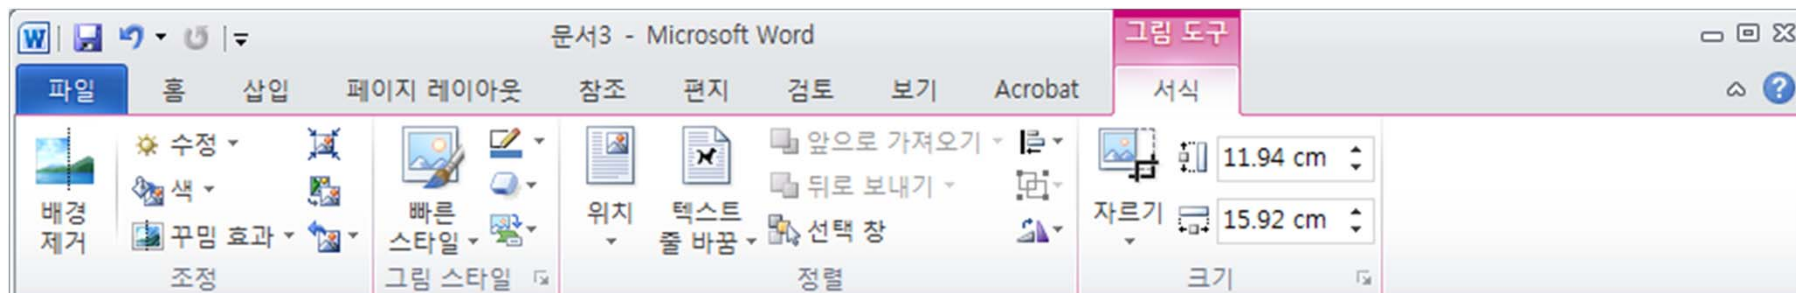 문서3 - Microsoft Word
그림 도구
파일 홈 삽입 페이지 레이아웃 참조 편지 검토 보기 Acrobat 서식
배경
제거
수정
색
꾸밈 효과
조정
빠른
스타일
그림 스타일
위치
텍스트
줄 바꿈
앞으로 가져오기
뒤로 보내기
선택 창
정렬
자르기
11.94 cm
15.92 cm
크기